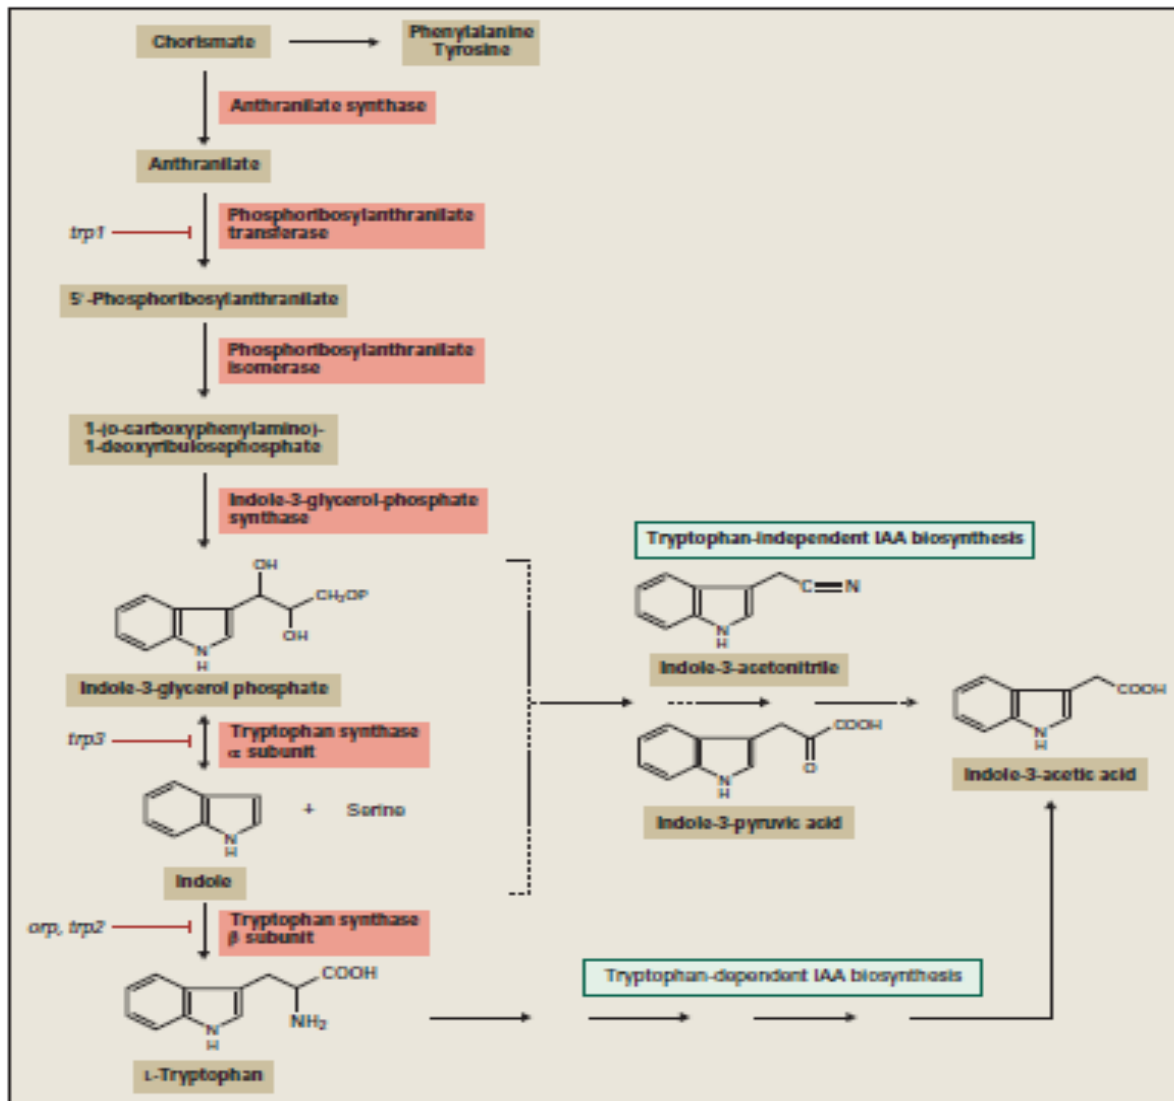 Chorismate
Phenylalanine
Tyrosine
Anthranilate synthase
Anthranilate
trp1
Phosphoribosylanthranilate
transferase
5'-Phosphoribosylanthranilate
Phosphoribosylanthranilate
isomerase
1-(o-carboxyphenylamino)-
1-deoxyribulosephosphate
Indole-3-glycerol-phosphate
synthase
OH
CH₂OP
OH
N
H
Indole-3-glycerol phosphate
trp3
Tryptophan synthase
α subunit
N
H
+ Serine
Indole
orp, trp2
Tryptophan synthase
β subunit
COOH
NH₂
N
H
L-Tryptophan
Tryptophan-independent IAA biosynthesis
C≡N
N
H
Indole-3-acetonitrile
COOH
O
N
H
Indole-3-pyruvic acid
COOH
N
H
Indole-3-acetic acid
Tryptophan-dependent IAA biosynthesis